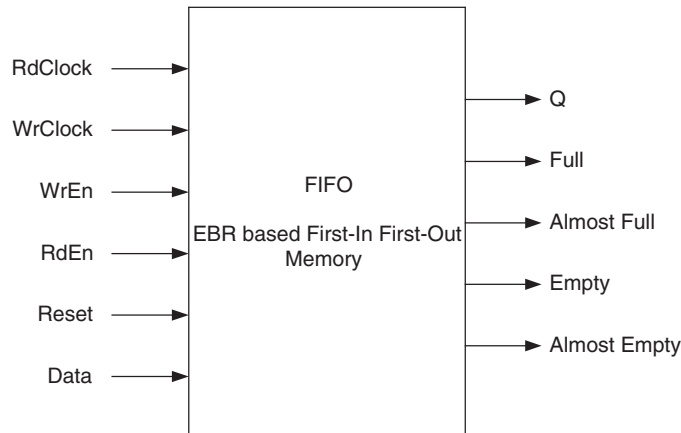 RdClock
WrClock
WrEn
RdEn
Reset
Data
FIFO
EBR based First-In First-Out
Memory
Q
Full
Almost Full
Empty
Almost Empty